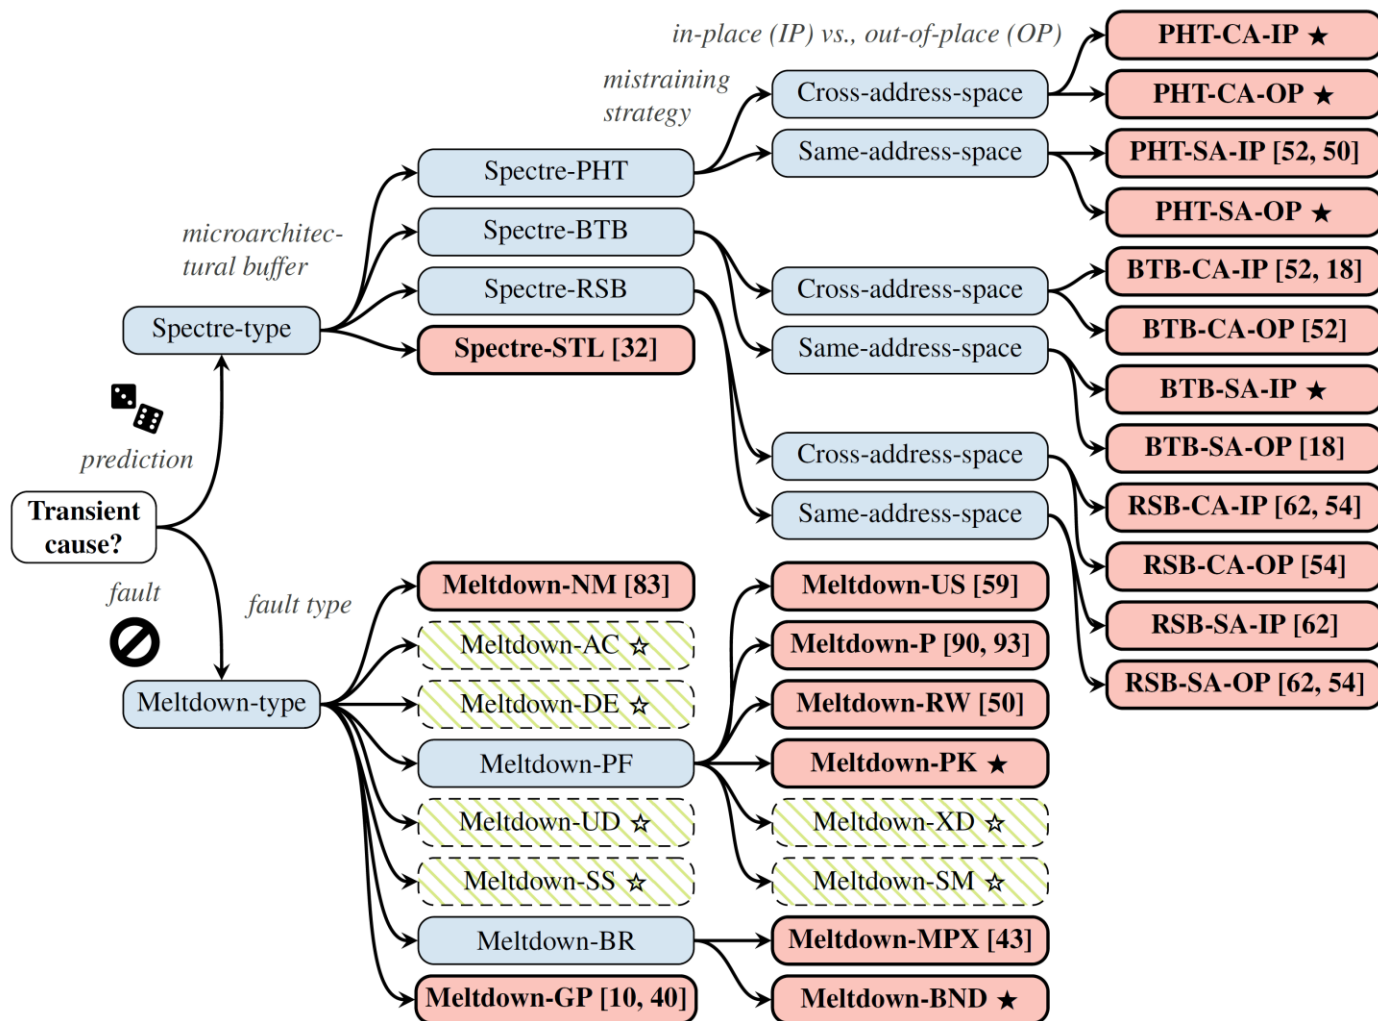 in-place (IP) vs., out-of-place (OP)
mistraining
strategy
microarchitec-
tural buffer
prediction
Transient
cause?
fault
fault type
Spectre-type
Meltdown-type
Spectre-PHT
Spectre-BTB
Spectre-RSB
Spectre-STL [32]
Cross-address-space
Same-address-space
Cross-address-space
Same-address-space
Cross-address-space
Same-address-space
PHT-CA-IP ★
PHT-CA-OP ★
PHT-SA-IP [52, 50]
PHT-SA-OP ★
BTB-CA-IP [52, 18]
BTB-CA-OP [52]
BTB-SA-IP ★
BTB-SA-OP [18]
RSB-CA-IP [62, 54]
RSB-CA-OP [54]
RSB-SA-IP [62]
RSB-SA-OP [62, 54]
Meltdown-NM [83]
Meltdown-AC ☆
Meltdown-DE ☆
Meltdown-PF
Meltdown-UD ☆
Meltdown-SS ☆
Meltdown-BR
Meltdown-GP [10, 40]
Meltdown-US [59]
Meltdown-P [90, 93]
Meltdown-RW [50]
Meltdown-PK ★
Meltdown-XD ☆
Meltdown-SM ☆
Meltdown-MPX [43]
Meltdown-BND ★